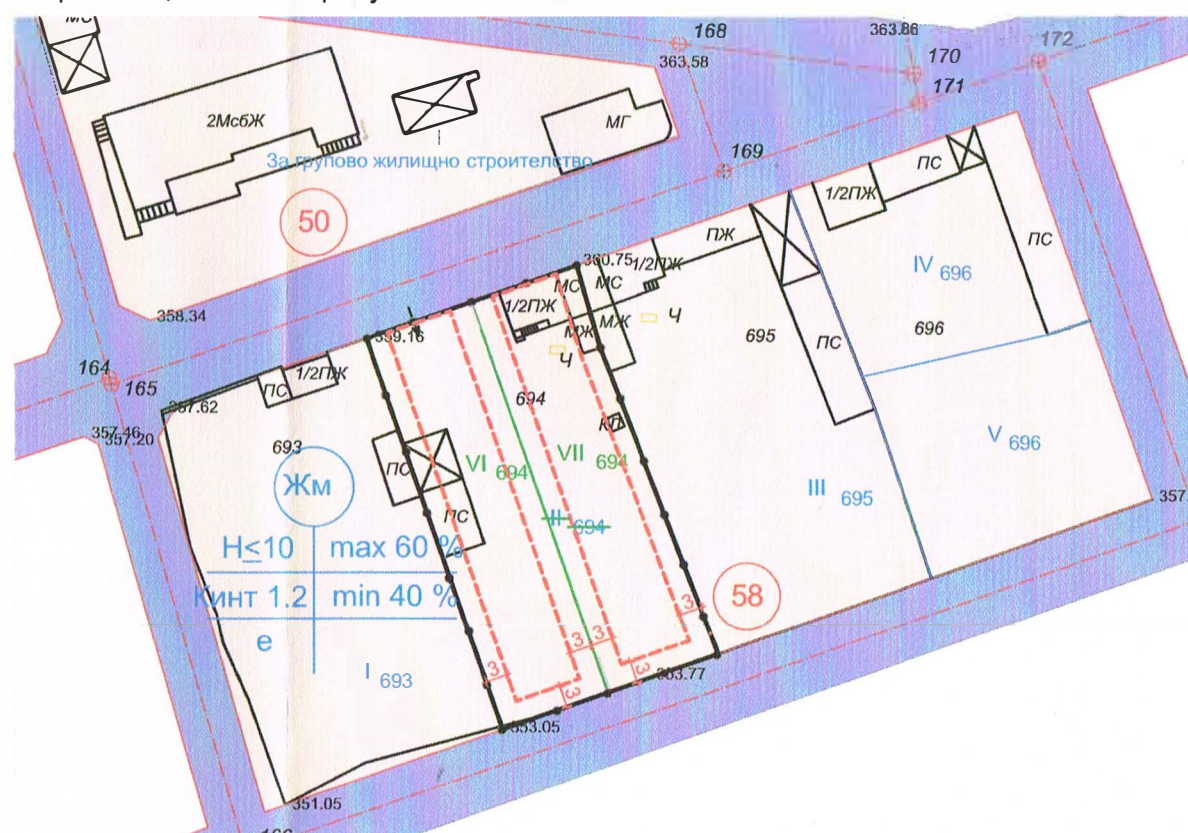 МС
168
363.58
363.86
170
171
172
2МсбЖ
МГ
За групово жилищно строителство
169
50
ПС
1/2ПЖ
ПС
ПЖ
IV 696
360.75
1/2ПЖ
МС
МС
1/2ПЖ
358.34
МЖ
МЖ
Ч
Ч
695
ПС
696
359.16
164
165
1/2ПЖ
ПС
357.62
694
357.46
357.20
693
КП
V 696
ПС
VI 694
VII 694
Жм
III 695
ПС
II 694
H≤10
max 60 %
Кинт 1.2
min 40 %
е
58
3
3
3
3
3
3
I 693
353.77
353.05
351.05